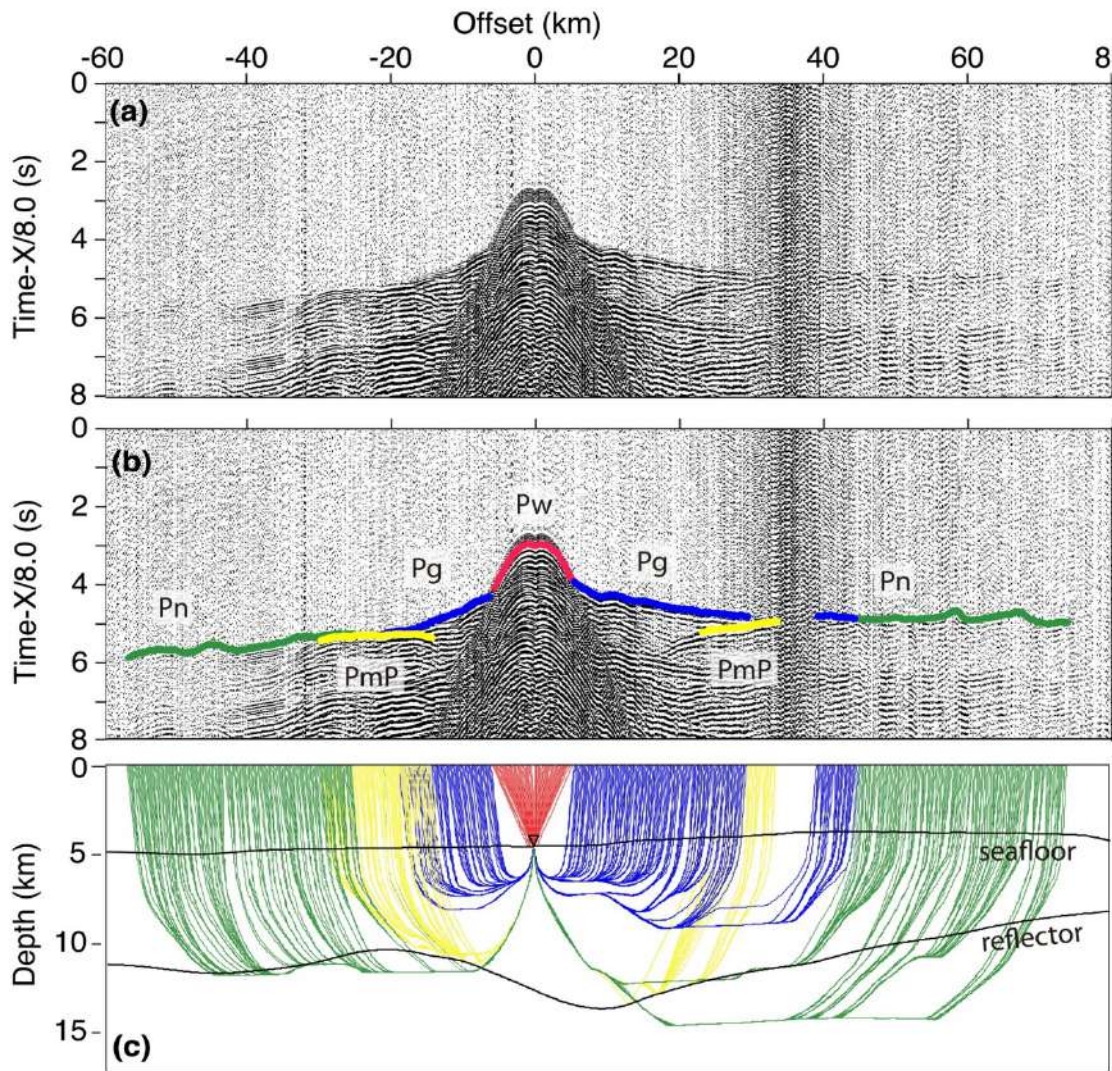 Offset (km)
-60 -40 -20 0 20 40 60 8
0
(a)
2
4
6
8
Time-X/8.0 (s)
0
(b)
2
Pw
Pg Pg
4
Pn Pn
6
PmP PmP
8
Time-X/8.0 (s)
0
5
seafloor
10
reflector
15
(c)
Depth (km)